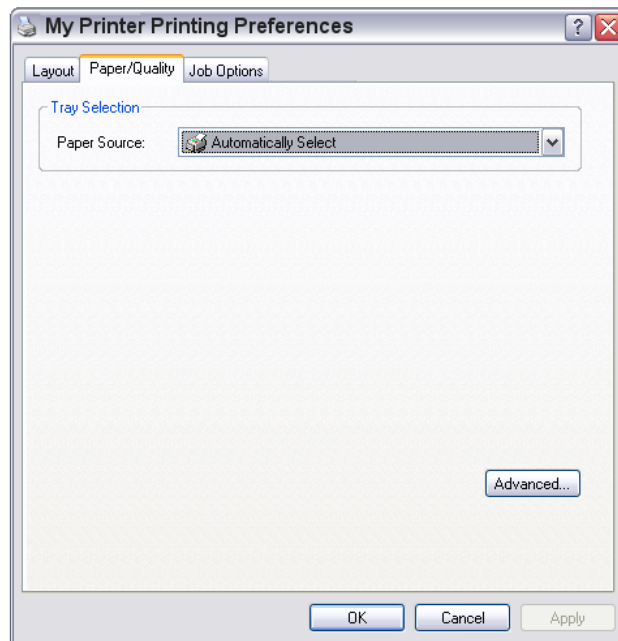 My Printer Printing Preferences
?
Layout Paper/Quality Job Options
Tray Selection
Paper Source: Automatically Select
Advanced...
OK Cancel Apply